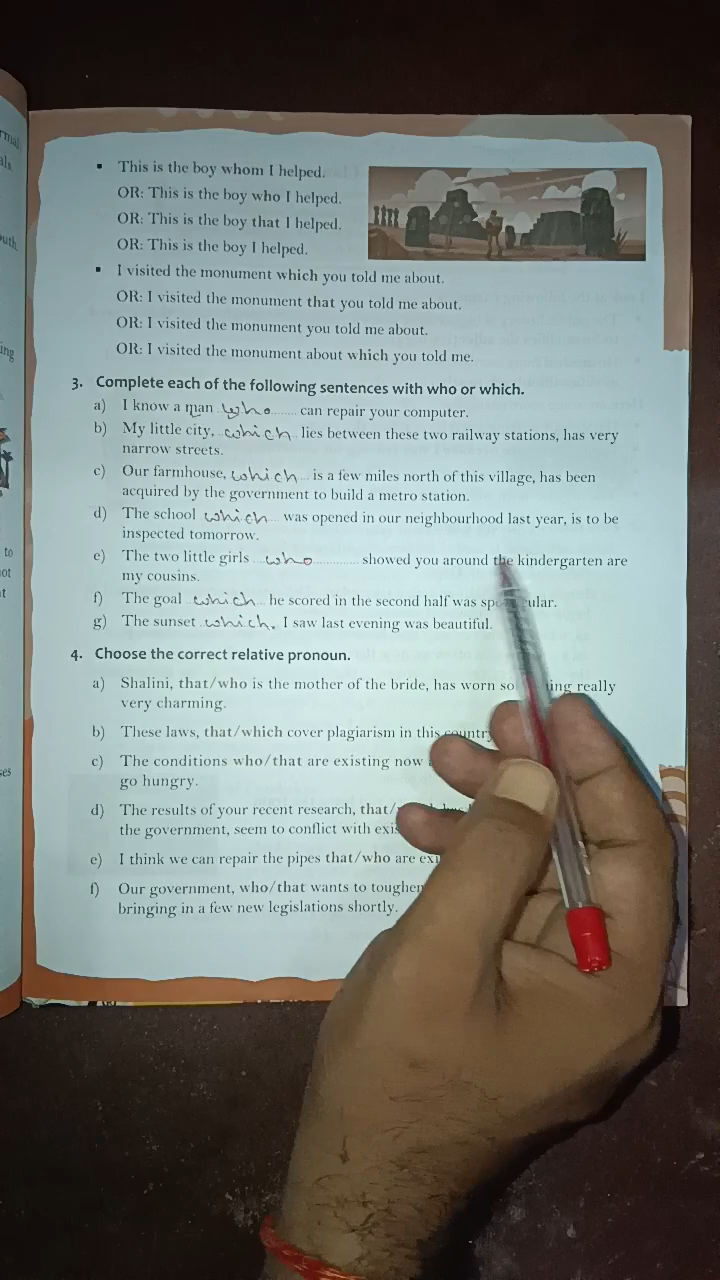 This is the boy whom I helped.
OR: This is the boy who I helped.
OR: This is the boy that I helped.
OR: This is the boy I helped.
I visited the monument which you told me about.
OR: I visited the monument that you told me about.
OR: I visited the monument you told me about.
OR: I visited the monument about which you told me.
3. Complete each of the following sentences with who or which.
a) I know a man who can repair your computer.
b) My little city, which lies between these two railway stations, has very
narrow streets.
c) Our farmhouse, which is a few miles north of this village, has been
acquired by the government to build a metro station.
d) The school which was opened in our neighbourhood last year, is to be
inspected tomorrow.
e) The two little girls who showed you around the kindergarten are
my cousins.
f) The goal which he scored in the second half was
g) The sunset which. I saw last evening was beautiful.
4. Choose the correct relative pronoun.
a) Shalini, that/who is the mother of the bride, has worn really
very charming.
b) These laws, that/which cover plagiarism in this country
c) The conditions who/that are existing now
go hungry.
d) The results of your recent research, that/
the government, seem to conflict with
e) I think we can repair the pipes that/who are
f) Our government, who/that wants to
bringing in a few new legislations shortly.